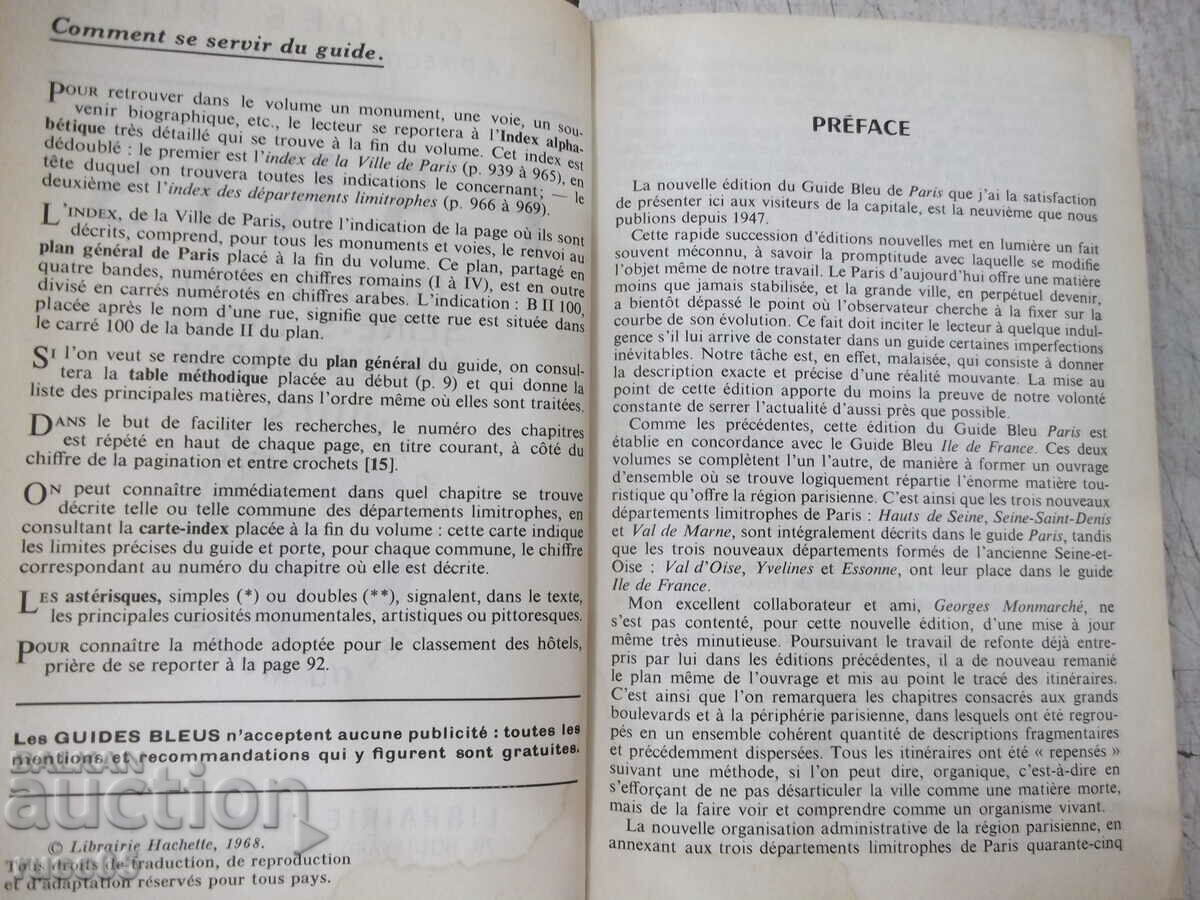 Comment se servir du guide.
POUR retrouver dans le volume un monument, une voie, un sou-
venir biographique, etc., le lecteur se reportera à l'Index alpha-
bétique très détaillé qui se trouve à la fin du volume. Cet index est
dédoublé : le premier est l'index de la Ville de Paris (p. 939 à 965), en
tête duquel on trouvera toutes les indications le concernant; — le
deuxième est l'index des départements limitrophes (p. 966 à 969).
L'INDEX, de la Ville de Paris, outre l'indication de la page où ils sont
décrits, comprend, pour tous les monuments et voies, le renvoi au
plan général de Paris placé à la fin du volume. Ce plan, partagé en
quatre bandes, numérotées en chiffres romains (I à IV), est en outre
divisé en carrés numérotés en chiffres arabes. L'indication : B II 100,
placée après le nom d'une rue, signifie que cette rue est située dans
le carré 100 de la bande II du plan.
SI l'on veut se rendre compte du plan général du guide, on consul-
tera la table méthodique placée au début (p. 9) et qui donne la
liste des principales matières, dans l'ordre même où elles sont traitées.
DANS le but de faciliter les recherches, le numéro des chapitres
est répété en haut de chaque page, en titre courant, à côté du
chiffre de la pagination et entre crochets [15].
ON peut connaître immédiatement dans quel chapitre se trouve
décrite telle ou telle commune des départements limitrophes, en
consultant la carte-index placée à la fin du volume : cette carte indique
les limites précises du guide et porte, pour chaque commune, le chiffre
correspondant au numéro du chapitre où elle est décrite.
LES astérisques, simples (*) ou doubles (**), signalent, dans le texte,
les principales curiosités monumentales, artistiques ou pittoresques.
POUR connaître la méthode adoptée pour le classement des hôtels,
prière de se reporter à la page 92.
Les GUIDES BLEUS n'acceptent aucune publicité : toutes les
mentions et recommandations qui y figurent sont gratuites.
BALKAN
auction
© Librairie Hachette, 1968.
Tous droits de traduction, de reproduction
et d'adaptation réservés pour tous pays.
PRÉFACE
La nouvelle édition du Guide Bleu de Paris que j'ai la satisfaction
de présenter ici aux visiteurs de la capitale, est la neuvième que nous
publions depuis 1947.
Cette rapide succession d'éditions nouvelles met en lumière un fait
souvent méconnu, à savoir la promptitude avec laquelle se modifie
l'objet même de notre travail. Le Paris d'aujourd'hui offre une matière
moins que jamais stabilisée, et la grande ville, en perpétuel devenir,
a bientôt dépassé le point où l'observateur cherche à la fixer sur la
courbe de son évolution. Ce fait doit inciter le lecteur à quelque indul-
gence s'il lui arrive de constater dans un guide certaines imperfections
inévitables. Notre tâche est, en effet, malaisée, qui consiste à donner
la description exacte et précise d'une réalité mouvante. La mise au
point de cette édition apporte du moins la preuve de notre volonté
constante de serrer l'actualité d'aussi près que possible.
Comme les précédentes, cette édition du Guide Bleu Paris est
établie en concordance avec le Guide Bleu Ile de France. Ces deux
volumes se complètent l'un l'autre, de manière à former un ouvrage
d'ensemble où se trouve logiquement répartie l'énorme matière tou-
ristique qu'offre la région parisienne. C'est ainsi que les trois nouveaux
départements limitrophes de Paris : Hauts de Seine, Seine-Saint-Denis
et Val de Marne, sont intégralement décrits dans le guide Paris, tandis
que les trois nouveaux départements formés de l'ancienne Seine-et-
Oise : Val d'Oise, Yvelines et Essonne, ont leur place dans le guide
Ile de France.
Mon excellent collaborateur et ami, Georges Monmarché, ne
s'est pas contenté, pour cette nouvelle édition, d'une mise à jour
même très minutieuse. Poursuivant le travail de refonte déjà entre-
pris par lui dans les éditions précédentes, il a de nouveau remanié
le plan même de l'ouvrage et mis au point le tracé des itinéraires.
C'est ainsi que l'on remarquera les chapitres consacrés aux grands
boulevards et à la périphérie parisienne, dans lesquels ont été regrou-
pés en un ensemble cohérent quantité de descriptions fragmentaires
et précédemment dispersées. Tous les itinéraires ont été « repensés »
suivant une méthode, si l'on peut dire, organique, c'est-à-dire en
s'efforçant de ne pas désarticuler la ville comme une matière morte,
mais de la faire voir et comprendre comme un organisme vivant.
La nouvelle organisation administrative de la région parisienne, en
annexant aux trois départements limitrophes de Paris quarante-cinq